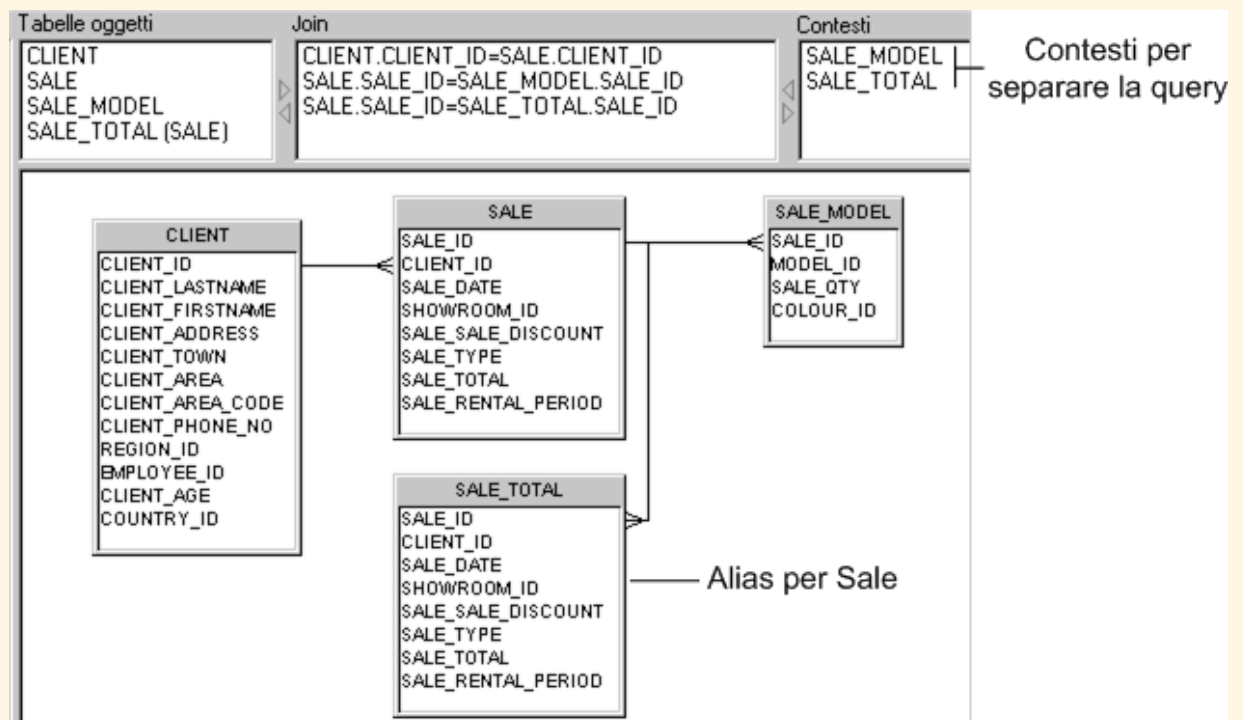 Tabelle oggetti
CLIENT
SALE
SALE_MODEL
SALE_TOTAL (SALE)
Join
CLIENT.CLIENT_ID=SALE.CLIENT_ID
SALE.SALE_ID=SALE_MODEL.SALE_ID
SALE.SALE_ID=SALE_TOTAL.SALE_ID
Contesti
SALE_MODEL
SALE_TOTAL
Contesti per
separare la query
CLIENT
CLIENT_ID
CLIENT_LASTNAME
CLIENT_FIRSTNAME
CLIENT_ADDRESS
CLIENT_TOWN
CLIENT_AREA
CLIENT_AREA_CODE
CLIENT_PHONE_NO
REGION_ID
EMPLOYEE_ID
CLIENT_AGE
COUNTRY_ID
SALE
SALE_ID
CLIENT_ID
SALE_DATE
SHOWROOM_ID
SALE_SALE_DISCOUNT
SALE_TYPE
SALE_TOTAL
SALE_RENTAL_PERIOD
SALE_MODEL
SALE_ID
MODEL_ID
SALE_QTY
COLOUR_ID
SALE_TOTAL
SALE_ID
CLIENT_ID
SALE_DATE
SHOWROOM_ID
SALE_SALE_DISCOUNT
SALE_TYPE
SALE_TOTAL
SALE_RENTAL_PERIOD
Alias per Sale